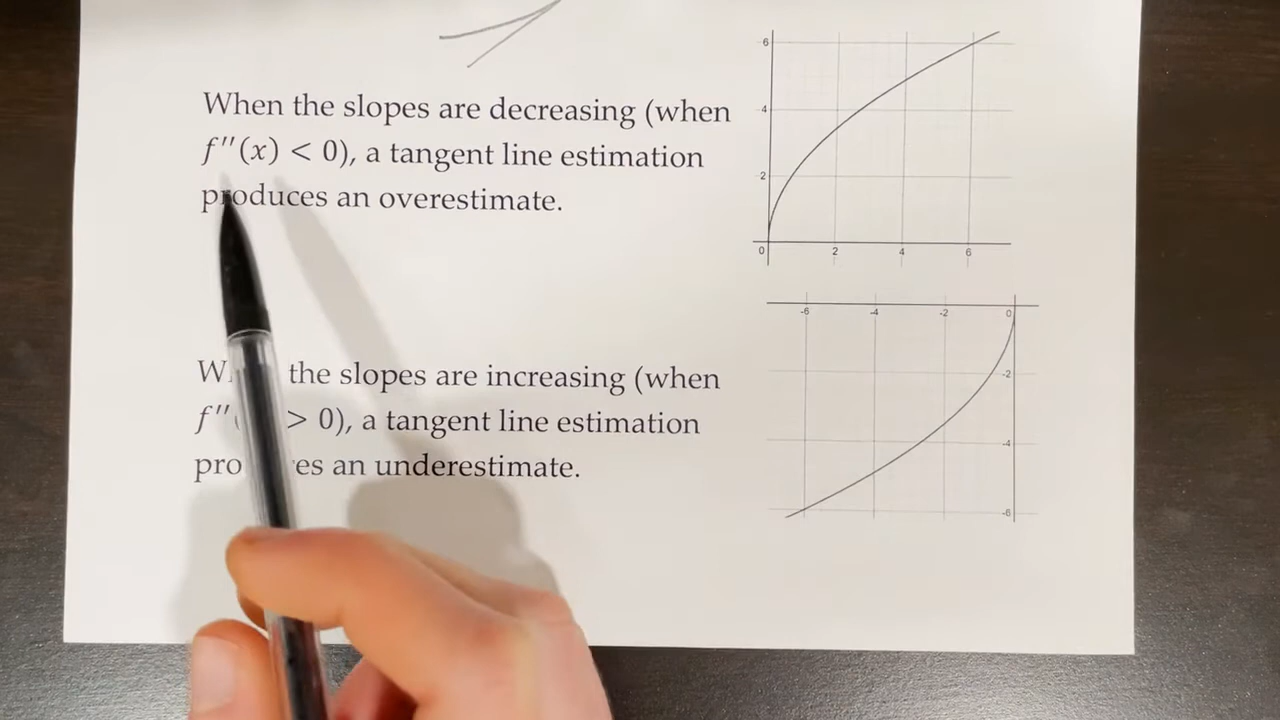 When the slopes are decreasing (when
f″(x) < 0), a tangent line estimation
produces an overestimate.
6
4
2
0 2 4 6
the slopes are increasing (when
f″ > 0), a tangent line estimation
an underestimate.
-6 -4 -2 0
-2
-4
-6